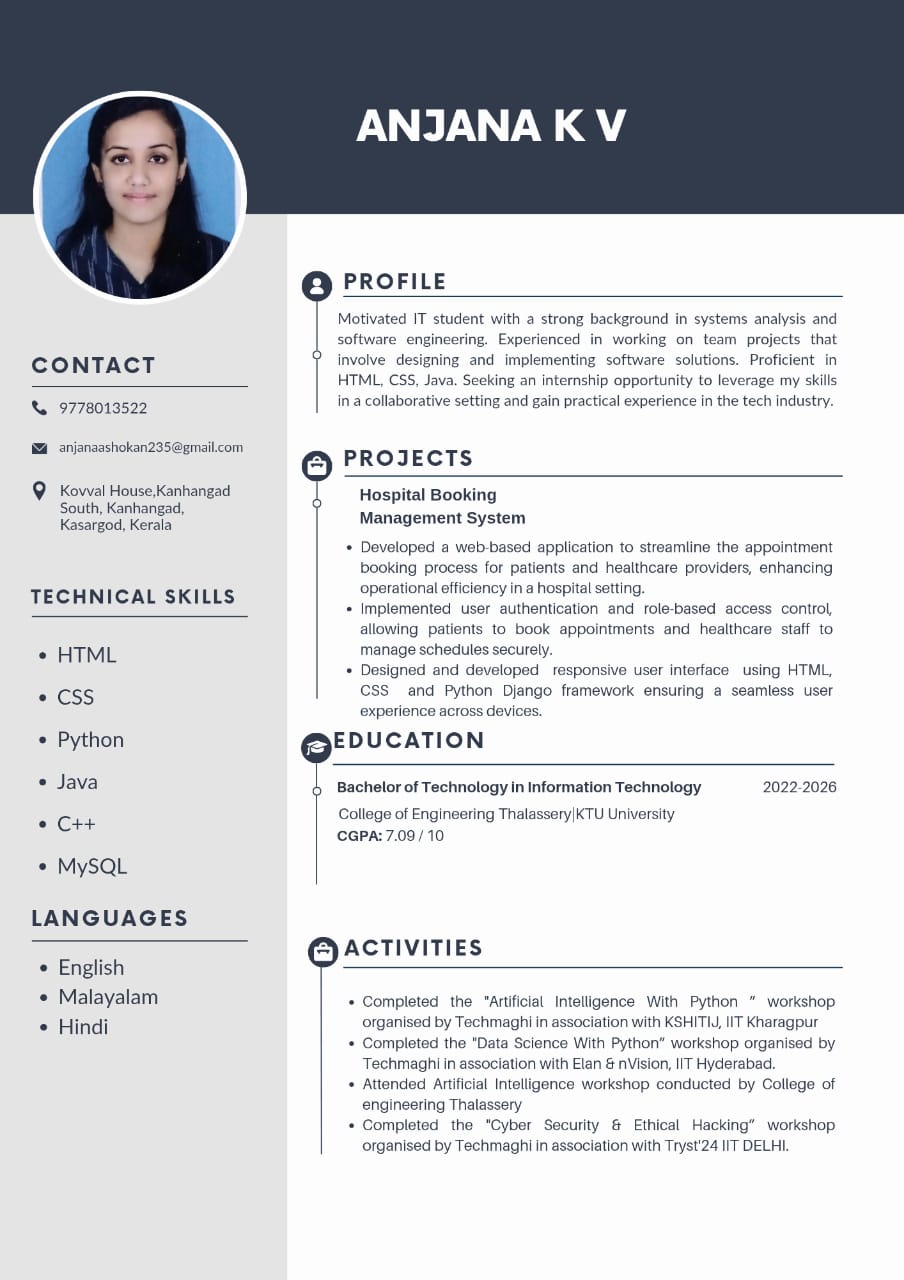 ANJANA K V
CONTACT
9778013522
anjanaashokan235@gmail.com
Kovval House,Kanhangad
South, Kanhangad,
Kasargod, Kerala
TECHNICAL SKILLS
• HTML
• CSS
• Python
• Java
• C++
• MySQL
LANGUAGES
• English
• Malayalam
• Hindi
PROFILE
Motivated IT student with a strong background in systems analysis and
software engineering. Experienced in working on team projects that
involve designing and implementing software solutions. Proficient in
HTML, CSS, Java. Seeking an internship opportunity to leverage my skills
in a collaborative setting and gain practical experience in the tech industry.
PROJECTS
Hospital Booking
Management System
• Developed a web-based application to streamline the appointment
booking process for patients and healthcare providers, enhancing
operational efficiency in a hospital setting.
• Implemented user authentication and role-based access control,
allowing patients to book appointments and healthcare staff to
manage schedules securely.
• Designed and developed responsive user interface using HTML,
CSS and Python Django framework ensuring a seamless user
experience across devices.
EDUCATION
Bachelor of Technology in Information Technology 2022-2026
College of Engineering Thalassery|KTU University
CGPA: 7.09 / 10
ACTIVITIES
• Completed the "Artificial Intelligence With Python ” workshop
organised by Techmaghi in association with KSHITIJ, IIT Kharagpur
• Completed the "Data Science With Python” workshop organised by
Techmaghi in association with Elan & nVision, IIT Hyderabad.
• Attended Artificial Intelligence workshop conducted by College of
engineering Thalassery
• Completed the "Cyber Security & Ethical Hacking” workshop
organised by Techmaghi in association with Tryst'24 IIT DELHI.